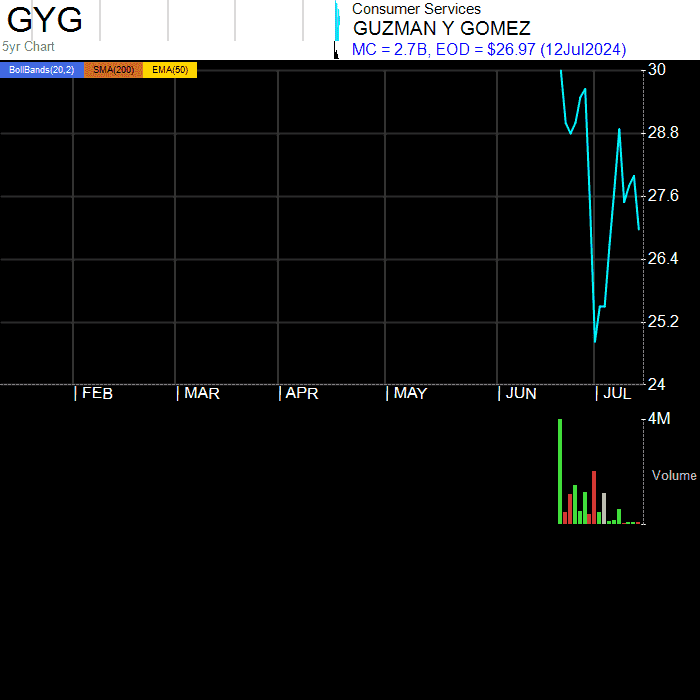 GYG
5yr Chart
Consumer Services
GUZMAN Y GOMEZ
MC = 2.7B, EOD = $26.97 (12Jul2024)
BollBands(20,2) SMA(200) EMA(50)
30
28.8
27.6
26.4
25.2
24
| FEB | MAR | APR | MAY | JUN | JUL
4M
Volume